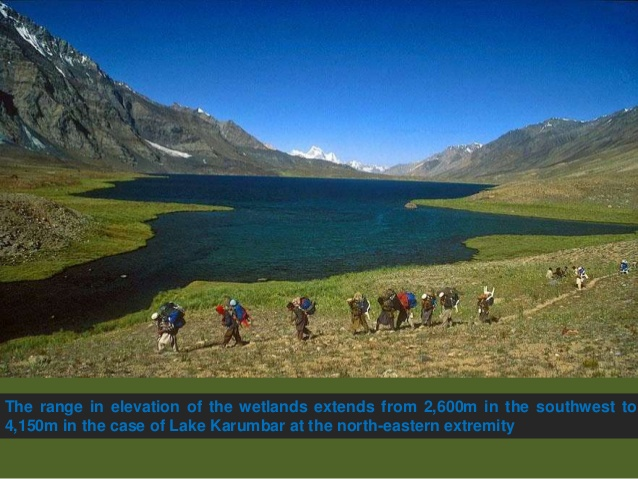 The range in elevation of the wetlands extends from 2,600m in the southwest to
4,150m in the case of Lake Karumbar at the north-eastern extremity